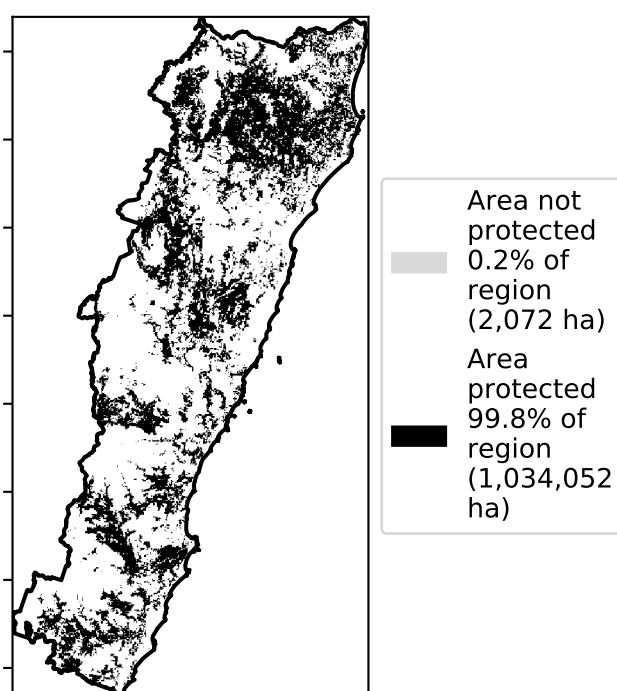 Area not
protected
0.2% of
region
(2,072 ha)
Area
protected
99.8% of
region
(1,034,052
ha)